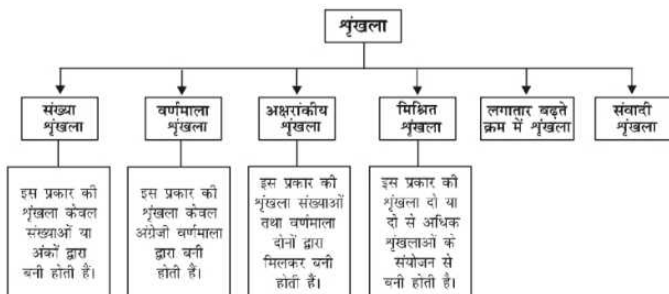 शृंखला
संख्या
शृंखला
वर्णमाला
शृंखला
अक्षरांकीय
शृंखला
मिश्रित
शृंखला
लगातार बढ़ते
क्रम में शृंखला
संवादी
शृंखला
इस प्रकार की
शृंखला केवल
संख्याओं या
अंकों द्वारा
बनी होती हैं।
इस प्रकार की
शृंखला केवल
अंग्रेजी वर्णमाला
द्वारा बनी
होती हैं।
इस प्रकार की
शृंखला संख्याओं
तथा वर्णमाला
दोनों द्वारा
मिलकर बनी
होती हैं।
इस प्रकार की
शृंखला दो या
दो से अधिक
शृंखलाओं के
संयोजन से
बनी होती है।